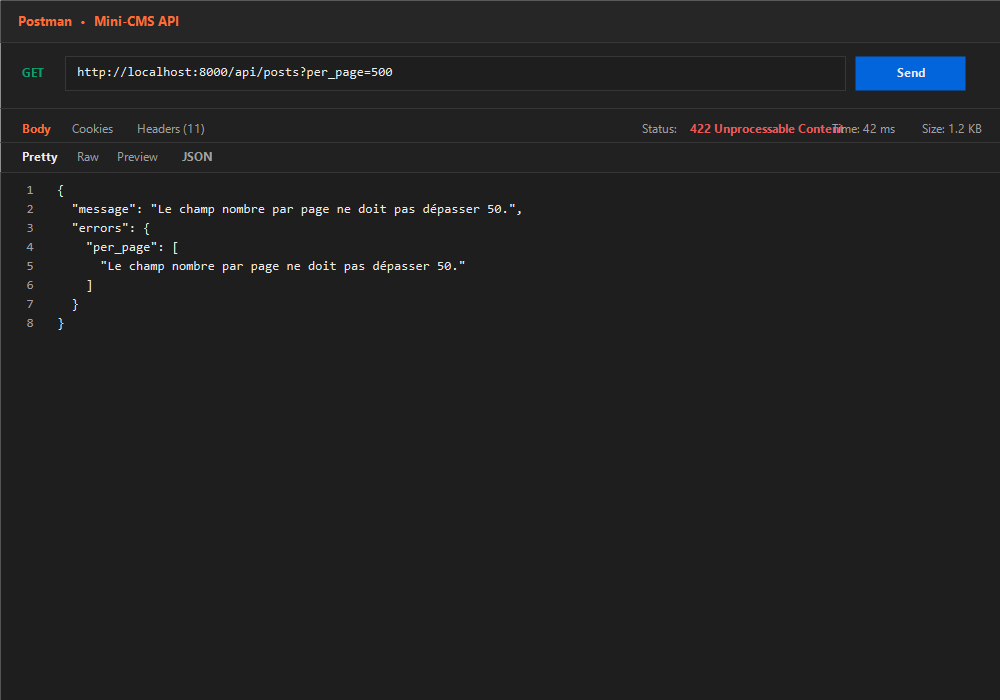 Postman • Mini-CMS API
GET http://localhost:8000/api/posts?per_page=500 Send
Body Cookies Headers (11) Status: 422 Unprocessable Content Time: 42 ms Size: 1.2 KB
Pretty Raw Preview JSON
1 {
2 "message": "Le champ nombre par page ne doit pas dépasser 50.",
3 "errors": {
4 "per_page": [
5 "Le champ nombre par page ne doit pas dépasser 50."
6 ]
7 }
8 }